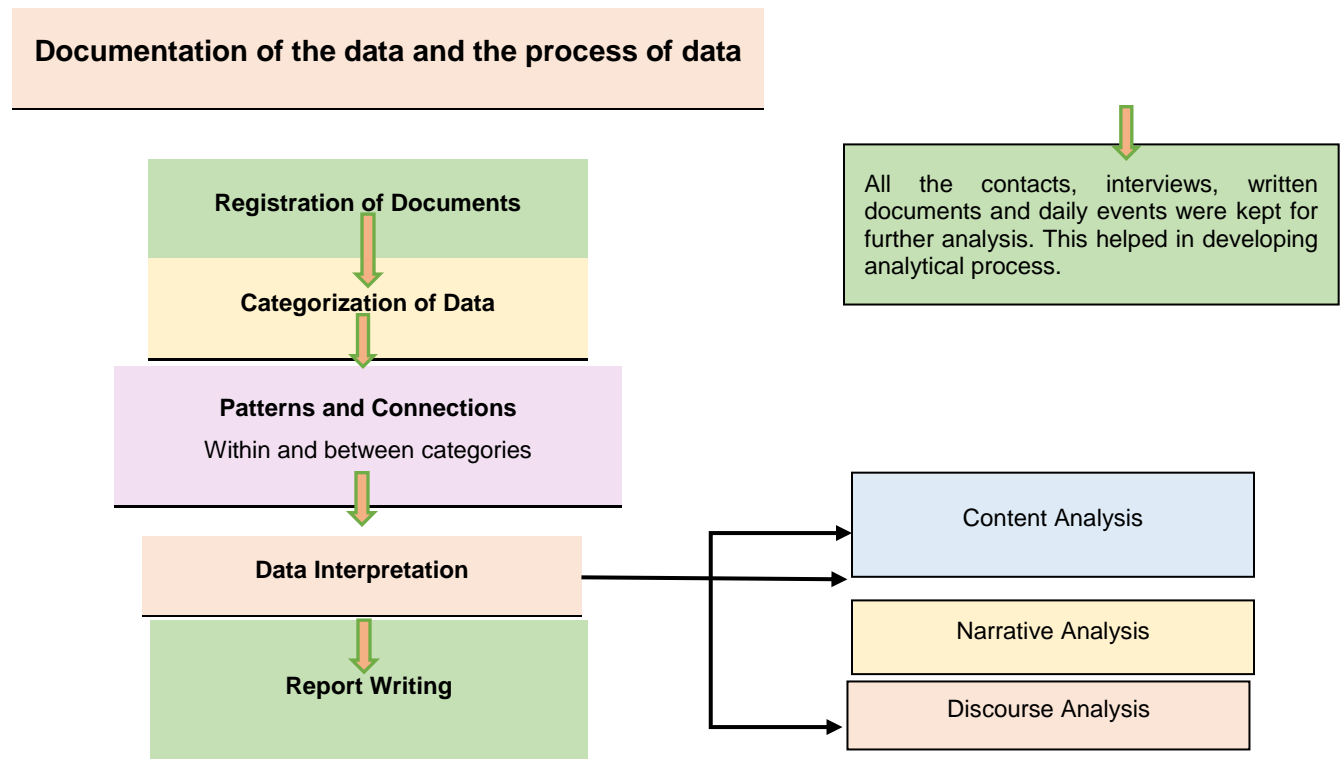 Documentation of the data and the process of data
Registration of Documents
All the contacts, interviews, written
documents and daily events were kept for
further analysis. This helped in developing
analytical process.
Categorization of Data
Patterns and Connections
Within and between categories
Data Interpretation
Content Analysis
Narrative Analysis
Report Writing
Discourse Analysis